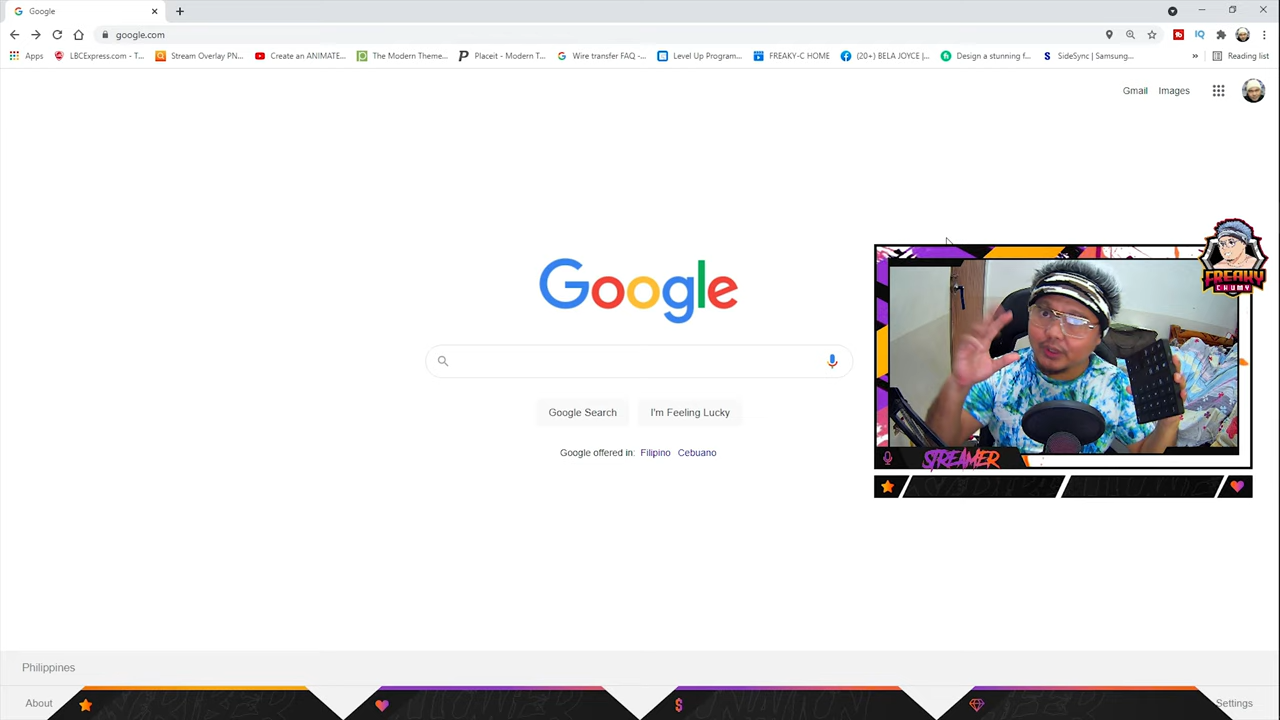 Google
google.com
Apps
LBCExpress.com - T...
Stream Overlay PN...
Create an ANIMATE...
The Modern Theme...
Placeit - Modern T...
Wire transfer FAQ -...
Level Up Program...
FREAKY-C HOME
(20+) BELA JOYCE |...
Design a stunning f...
SideSync | Samsung...
»
Reading list
Gmail
Images
Google
FREAKY
CHUMY
Google Search
I'm Feeling Lucky
Google offered in: Filipino Cebuano
STREAMER
Philippines
About
Settings